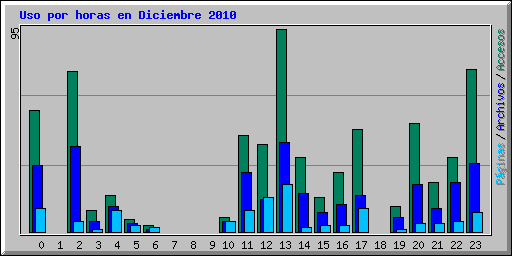 Uso por horas en Diciembre 2010
95
Páginas / Archivos / Accesos
0 1 2 3 4 5 6 7 8 9 10 11 12 13 14 15 16 17 18 19 20 21 22 23